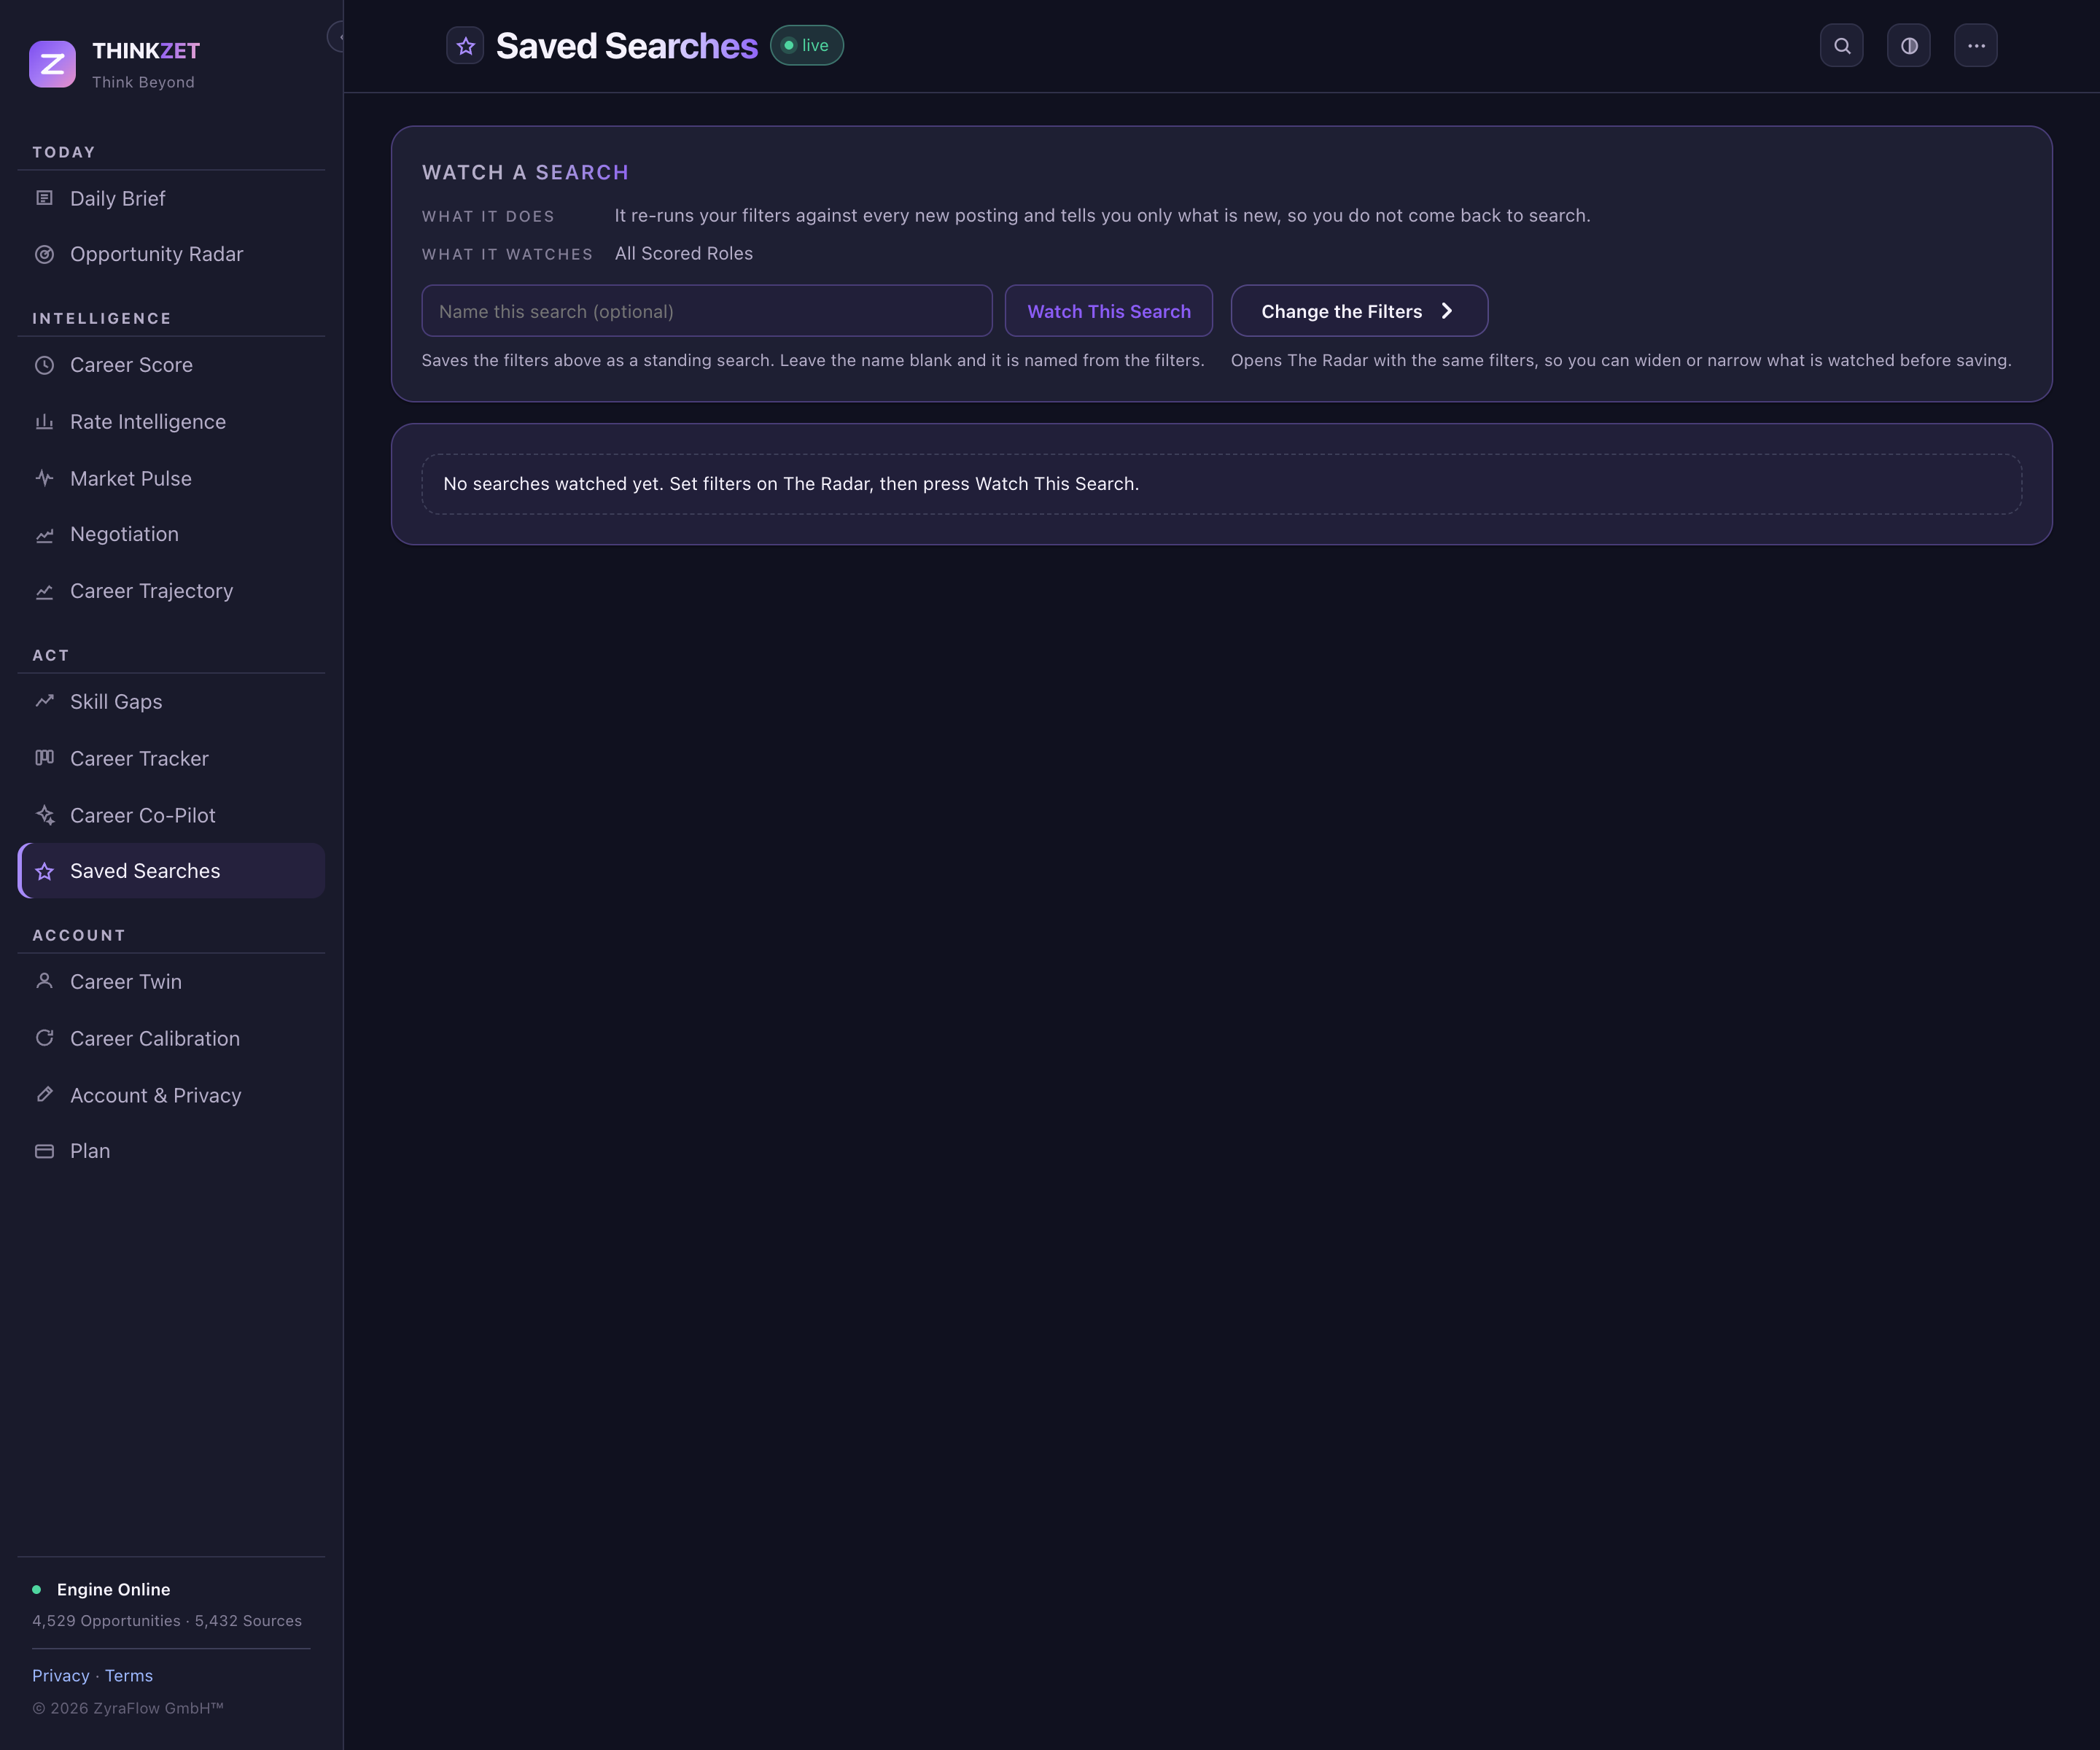 THINKZET
Think Beyond
TODAY
Daily Brief
Opportunity Radar
INTELLIGENCE
Career Score
Rate Intelligence
Market Pulse
Negotiation
Career Trajectory
ACT
Skill Gaps
Career Tracker
Career Co-Pilot
Saved Searches
ACCOUNT
Career Twin
Career Calibration
Account & Privacy
Plan
Engine Online
4,529 Opportunities · 5,432 Sources
Privacy · Terms
© 2026 ZyraFlow GmbH™
Saved Searches live
WATCH A SEARCH
WHAT IT DOES It re-runs your filters against every new posting and tells you only what is new, so you do not come back to search.
WHAT IT WATCHES All Scored Roles
Name this search (optional) Watch This Search Change the Filters
Saves the filters above as a standing search. Leave the name blank and it is named from the filters. Opens The Radar with the same filters, so you can widen or narrow what is watched before saving.
No searches watched yet. Set filters on The Radar, then press Watch This Search.